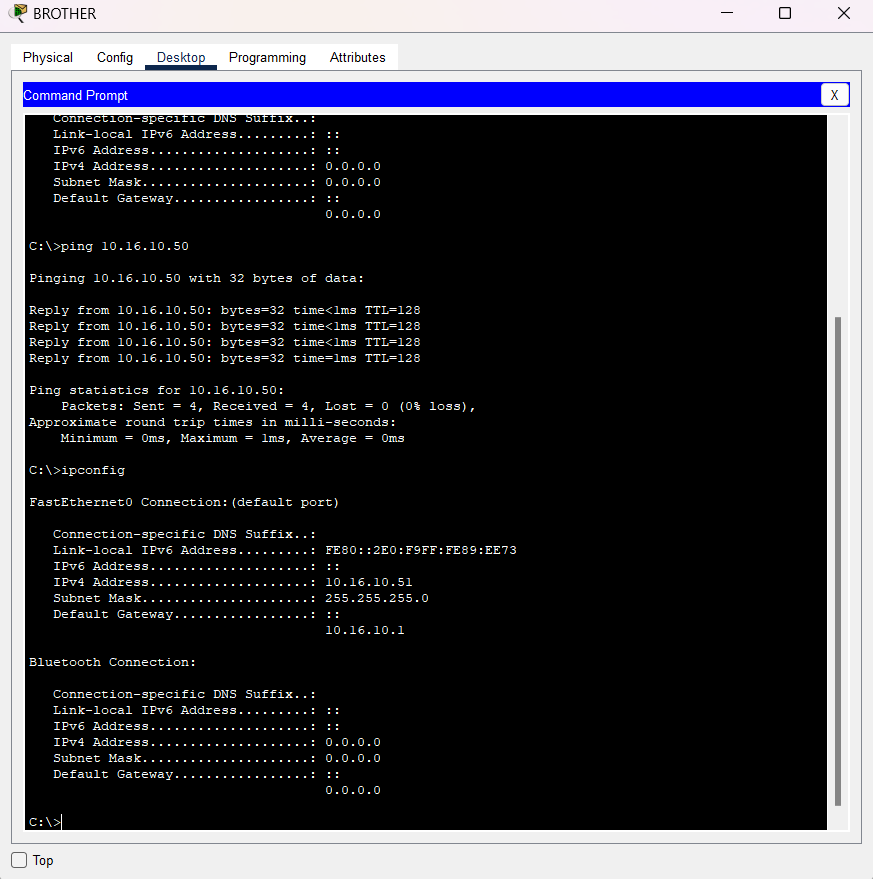 BROTHER
Physical Config Desktop Programming Attributes
Command Prompt
X
Connection-specific DNS Suffix..:
Link-local IPv6 Address.........: ::
IPv6 Address....................: ::
IPv4 Address....................: 0.0.0.0
Subnet Mask.....................: 0.0.0.0
Default Gateway.................: ::
0.0.0.0
C:\>ping 10.16.10.50
Pinging 10.16.10.50 with 32 bytes of data:
Reply from 10.16.10.50: bytes=32 time<1ms TTL=128
Reply from 10.16.10.50: bytes=32 time<1ms TTL=128
Reply from 10.16.10.50: bytes=32 time<1ms TTL=128
Reply from 10.16.10.50: bytes=32 time=1ms TTL=128
Ping statistics for 10.16.10.50:
Packets: Sent = 4, Received = 4, Lost = 0 (0% loss),
Approximate round trip times in milli-seconds:
Minimum = 0ms, Maximum = 1ms, Average = 0ms
C:\>ipconfig
FastEthernet0 Connection:(default port)
Connection-specific DNS Suffix..:
Link-local IPv6 Address.........: FE80::2E0:F9FF:FE89:EE73
IPv6 Address....................: ::
IPv4 Address....................: 10.16.10.51
Subnet Mask.....................: 255.255.255.0
Default Gateway.................: ::
10.16.10.1
Bluetooth Connection:
Connection-specific DNS Suffix..:
Link-local IPv6 Address.........: ::
IPv6 Address....................: ::
IPv4 Address....................: 0.0.0.0
Subnet Mask.....................: 0.0.0.0
Default Gateway.................: ::
0.0.0.0
C:\>
Top